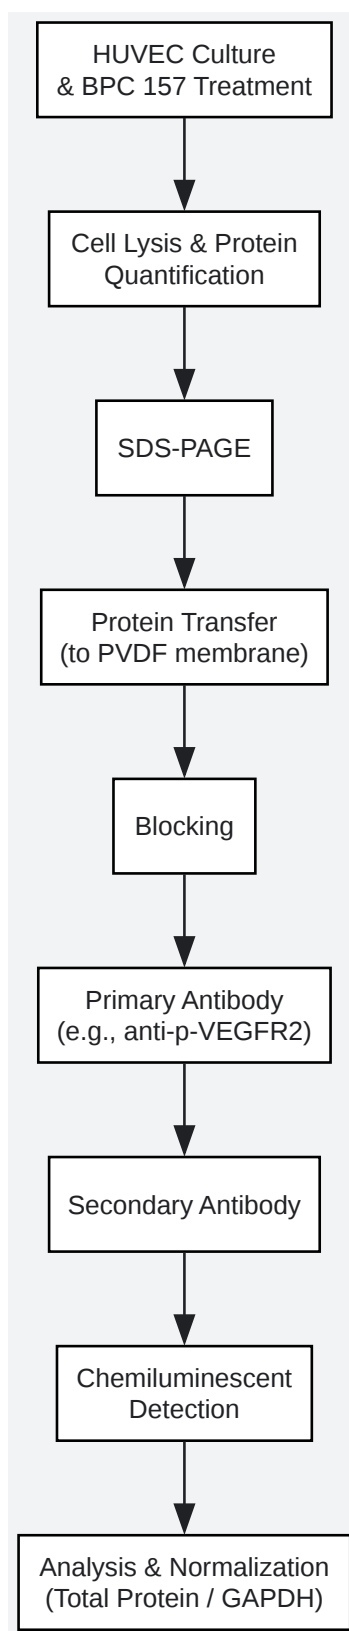 HUVEC Culture
& BPC 157 Treatment
Cell Lysis & Protein
Quantification
SDS-PAGE
Protein Transfer
(to PVDF membrane)
Blocking
Primary Antibody
(e.g., anti-p-VEGFR2)
Secondary Antibody
Chemiluminescent
Detection
Analysis & Normalization
(Total Protein / GAPDH)